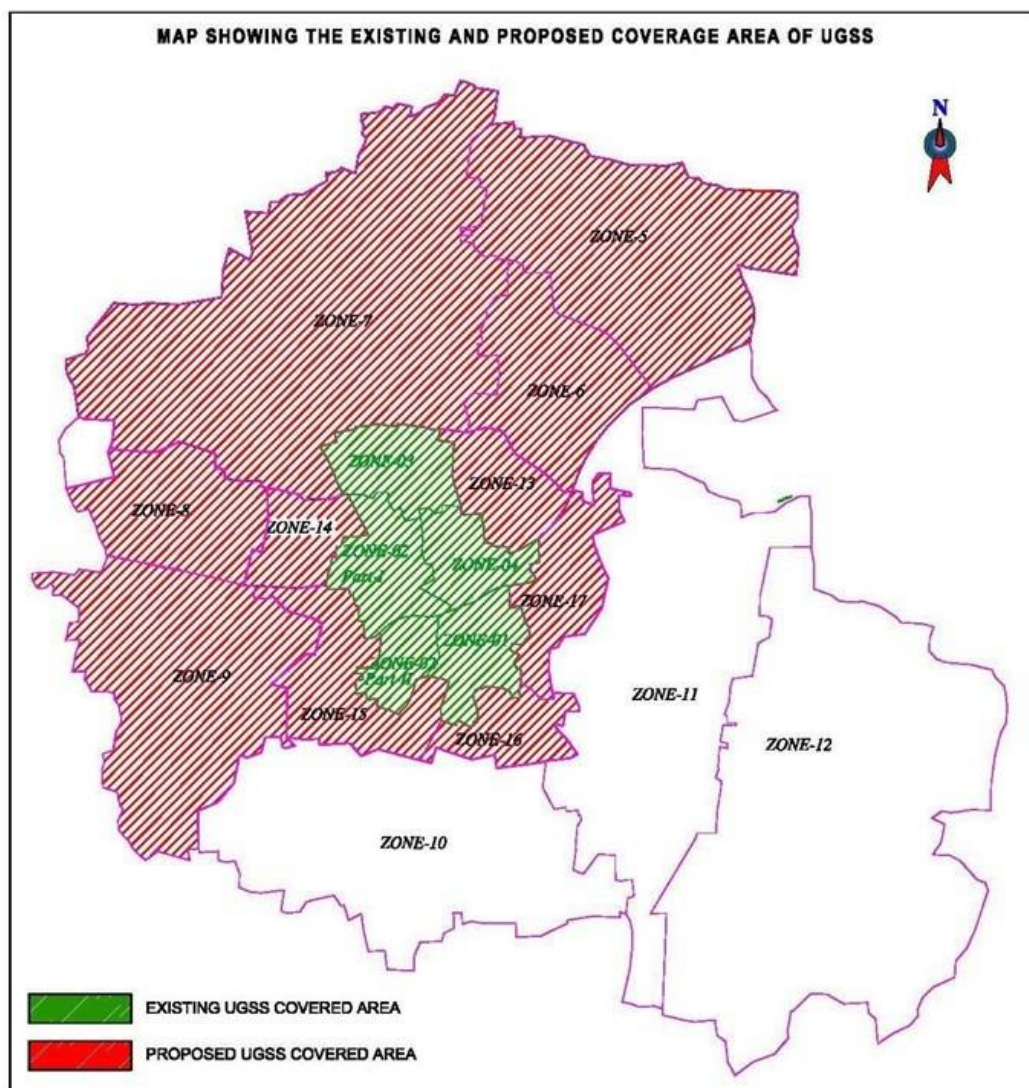 MAP SHOWING THE EXISTING AND PROPOSED COVERAGE AREA OF UGSS
N
ZONE-5
ZONE-7
ZONE-6
ZONE-03
ZONE-13
ZONE-8
ZONE-14
ZONE-02
Part-I
ZONE-04
ZONE-17
ZONE-01
ZONE-02
Part-II
ZONE-9
ZONE-11
ZONE-15
ZONE-16
ZONE-12
ZONE-10
EXISTING UGSS COVERED AREA
PROPOSED UGSS COVERED AREA